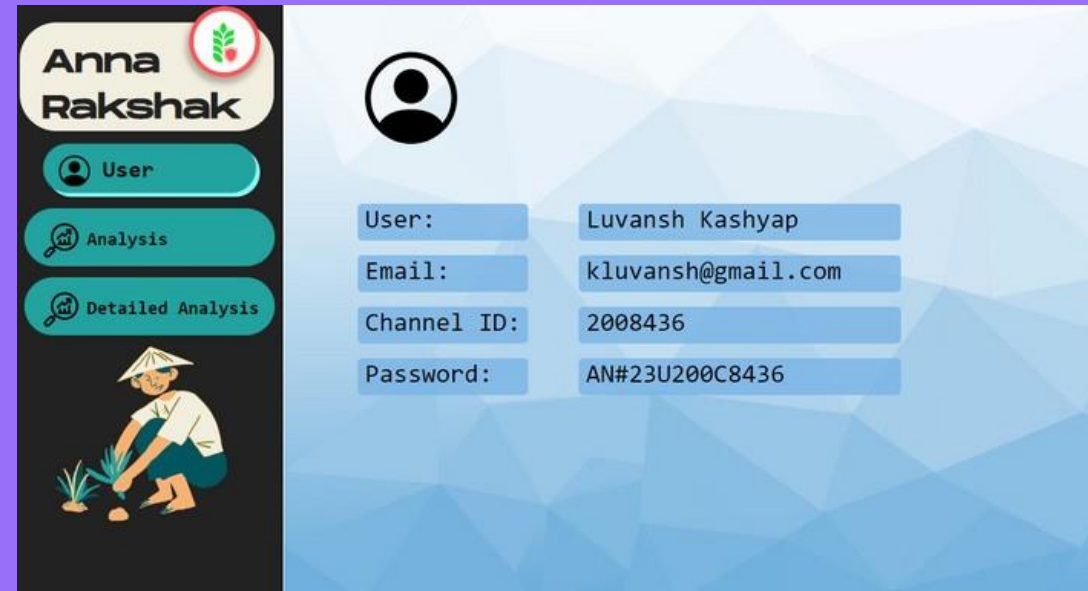 Anna
Rakshak
User
Analysis
Detailed Analysis
User: Luvansh Kashyap
Email: kluvansh@gmail.com
Channel ID: 2008436
Password: AN#23U200C8436